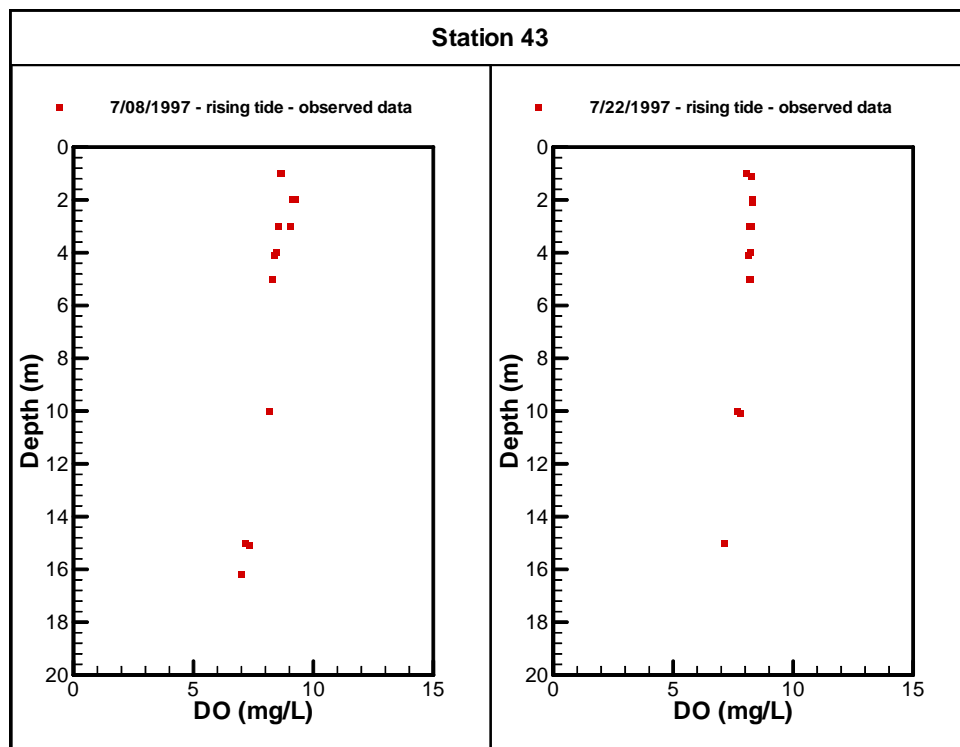 Station 43
7/08/1997 - rising tide - observed data
0
2
4
6
8
10
12
14
16
18
20
Depth (m)
0 5 10 15
DO (mg/L)
7/22/1997 - rising tide - observed data
0
2
4
6
8
10
12
14
16
18
20
Depth (m)
0 5 10 15
DO (mg/L)